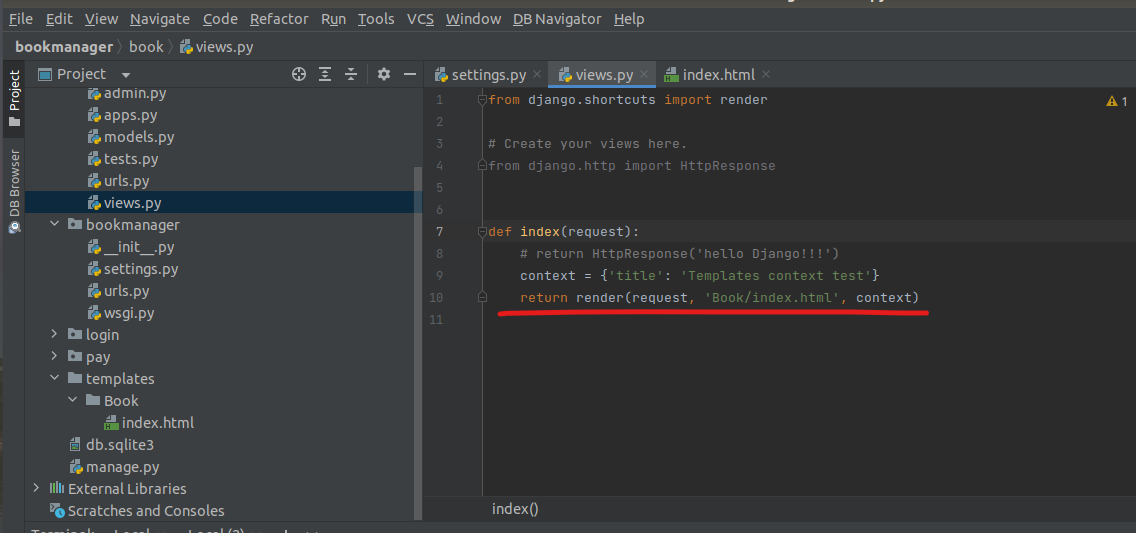 File Edit View Navigate Code Refactor Run Tools VCS Window DB Navigator Help
bookmanager book views.py
Project
settings.py views.py index.html
Project
DB Browser
admin.py
apps.py
models.py
tests.py
urls.py
views.py
bookmanager
__init__.py
settings.py
urls.py
wsgi.py
login
pay
templates
Book
index.html
db.sqlite3
manage.py
External Libraries
Scratches and Consoles
1 from django.shortcuts import render
1
2
3 # Create your views here.
4 from django.http import HttpResponse
5
6
7 def index(request):
8 # return HttpResponse('hello Django!!!')
9 context = {'title': 'Templates context test'}
10 return render(request, 'Book/index.html', context)
11
index()